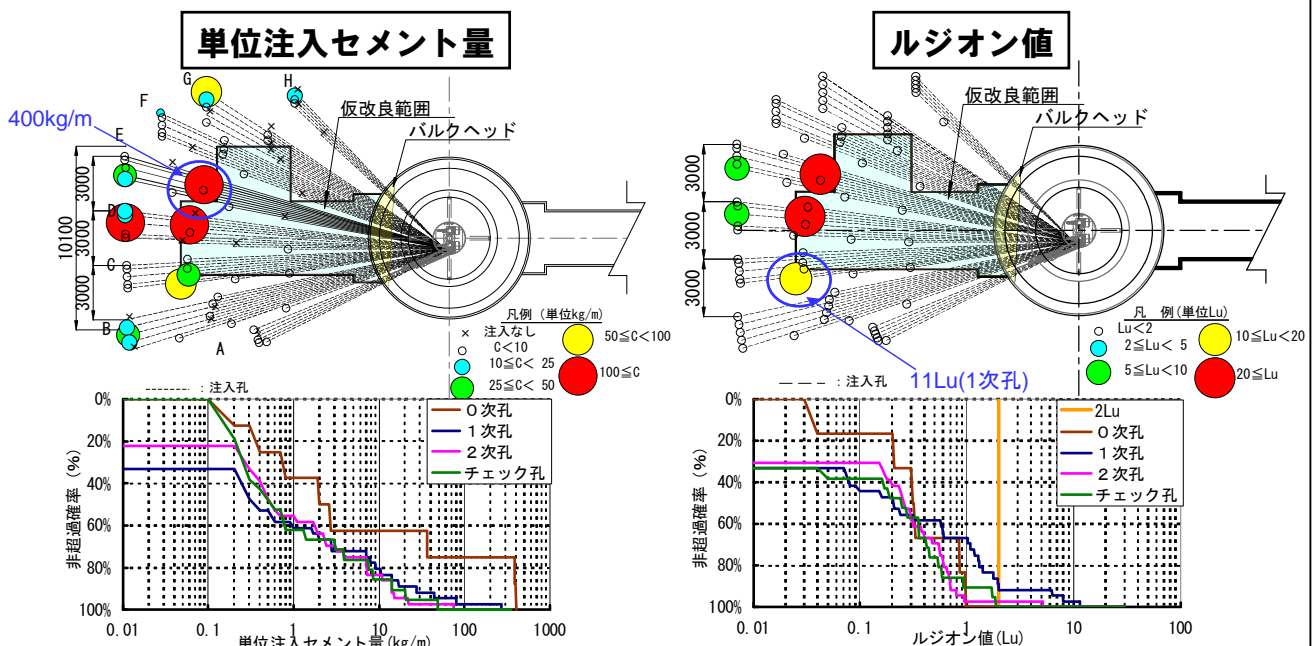 単位注入セメント量
ルジオン値
G
H
F
E
D
C
B
A
仮改良範囲
バルクヘッド
400kg/m
3000
3000
3000
10100
凡例 (単位kg/m)
× 注入なし
○ C<10
10≦C< 25
25≦C< 50
50≦C<100
100≦C
------ : 注入孔
仮改良範囲
バルクヘッド
3000
3000
3000
凡 例(単位Lu)
Lu<2
2≦Lu< 5
5≦Lu<10
10≦Lu<20
20≦Lu
11Lu(1次孔)
— — — : 注入孔
0%
20%
40%
60%
80%
100%
非超過確率(%)
0次孔
1次孔
2次孔
チェック孔
0.01
0.1
1.0
10
100
1000
単位注入セメント量(kg/m)
0%
20%
40%
60%
80%
100%
非超過確率(%)
2Lu
0次孔
1次孔
2次孔
チェック孔
0.01
0.1
1.0
10
100
ルジオン値(Lu)